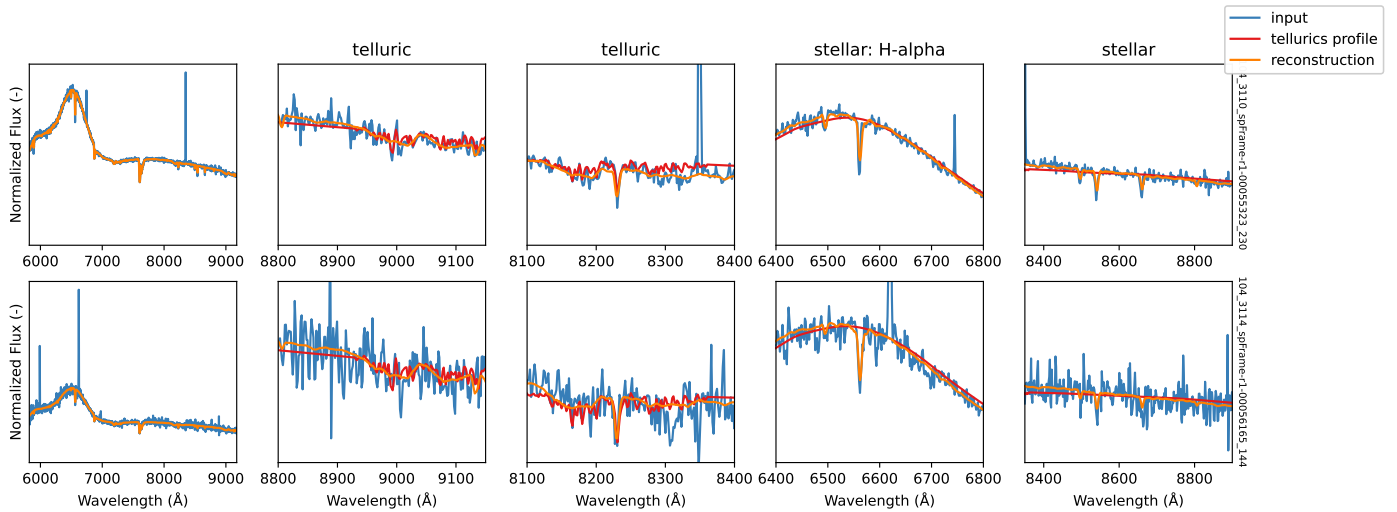 input
tellurics profile
reconstruction
telluric
telluric
stellar: H-alpha
stellar
Normalized Flux (-)
6000 7000 8000 9000
8800 8900 9000 9100
8100 8200 8300 8400
6400 6500 6600 6700 6800
8400 8600 8800
4_3110_spFrame-r1-00055323_230
Normalized Flux (-)
6000 7000 8000 9000
8800 8900 9000 9100
8100 8200 8300 8400
6400 6500 6600 6700 6800
8400 8600 8800
104_3114_spFrame-r1-00056165_144
Wavelength (Å)
Wavelength (Å)
Wavelength (Å)
Wavelength (Å)
Wavelength (Å)